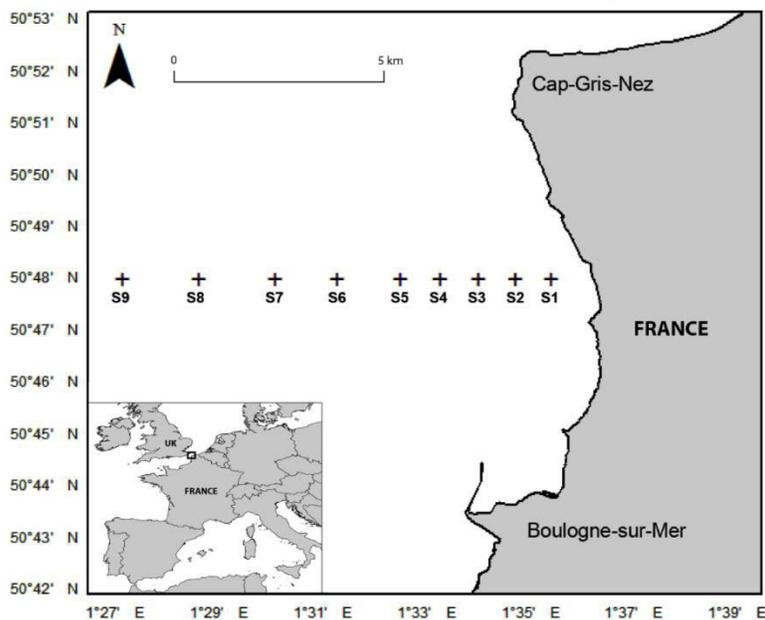 50°53' N
N
50°52' N
0 5 km
Cap-Gris-Nez
50°51' N
50°50' N
50°49' N
50°48' N
S9 S8 S7 S6 S5 S4 S3 S2 S1
50°47' N
FRANCE
50°46' N
50°45' N
UK
50°44' N
FRANCE
50°43' N
Boulogne-sur-Mer
50°42' N
1°27' E 1°29' E 1°31' E 1°33' E 1°35' E 1°37' E 1°39' E